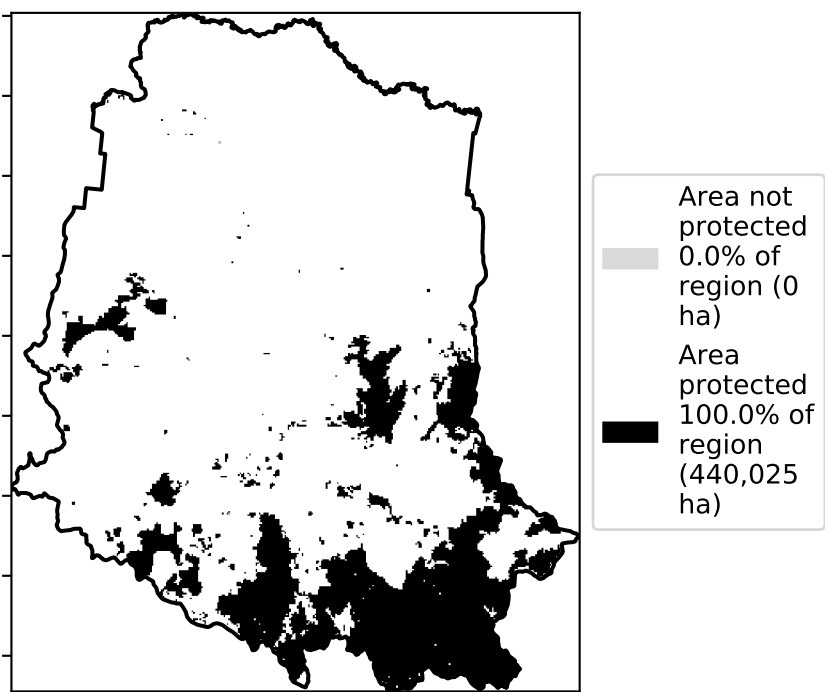 Area not
protected
0.0% of
region (0
ha)
Area
protected
100.0% of
region
(440,025
ha)